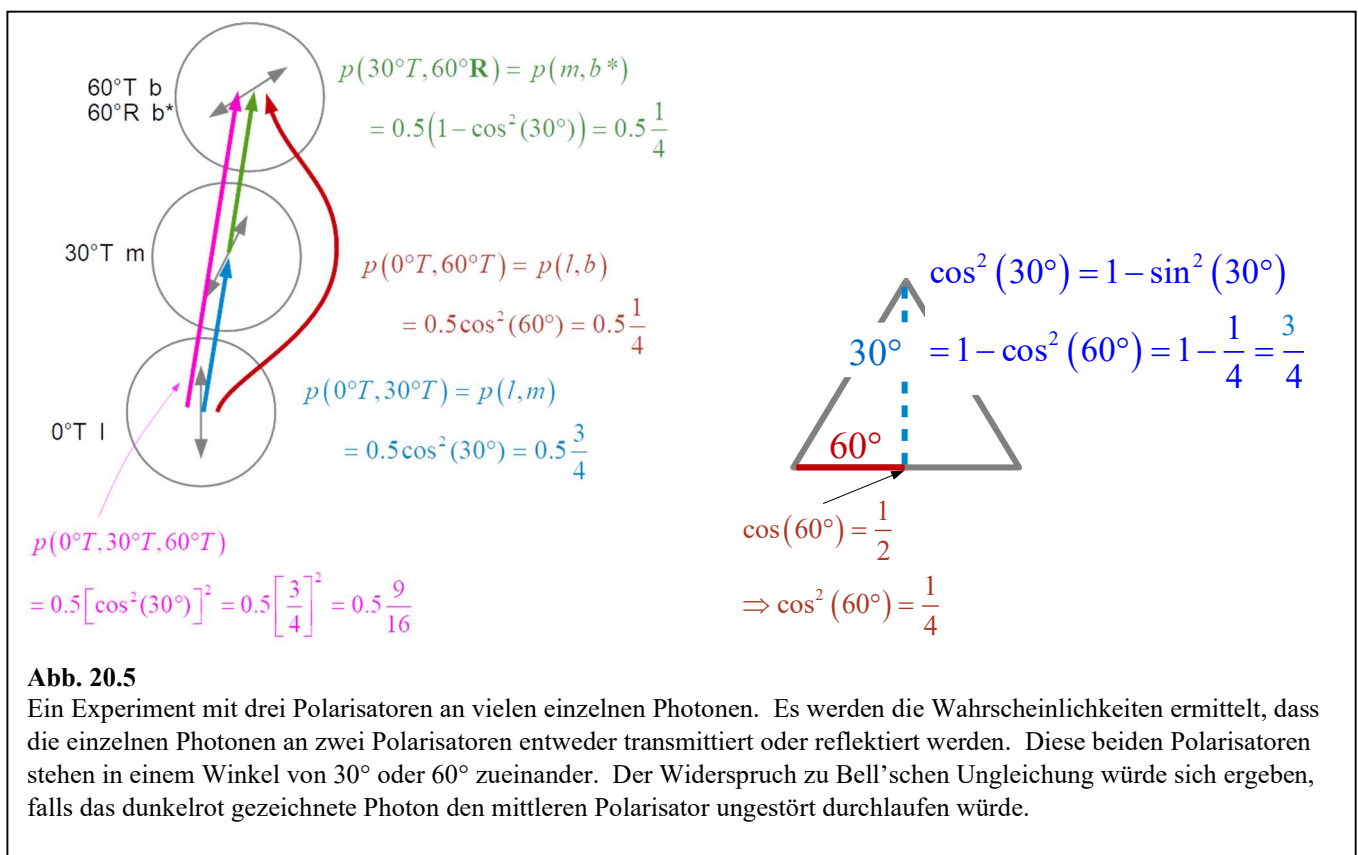 60°T b
60°R b*
p(30°T, 60°R) = p(m, b*)
= 0.5(1 − cos²(30°)) = 0.5 1/4
30°T m
p(0°T, 60°T) = p(l, b)
= 0.5cos²(60°) = 0.5 1/4
p(0°T, 30°T) = p(l, m)
= 0.5cos²(30°) = 0.5 3/4
0°T l
p(0°T, 30°T, 60°T)
= 0.5[cos²(30°)]² = 0.5[3/4]² = 0.5 9/16
cos²(30°) = 1 − sin²(30°)
30° = 1 − cos²(60°) = 1 − 1/4 = 3/4
60°
cos(60°) = 1/2
⇒ cos²(60°) = 1/4
Abb. 20.5
Ein Experiment mit drei Polarisatoren an vielen einzelnen Photonen. Es werden die Wahrscheinlichkeiten ermittelt, dass
die einzelnen Photonen an zwei Polarisatoren entweder transmittiert oder reflektiert werden. Diese beiden Polarisatoren
stehen in einem Winkel von 30° oder 60° zueinander. Der Widerspruch zu Bell'schen Ungleichung würde sich ergeben,
falls das dunkelrot gezeichnete Photon den mittleren Polarisator ungestört durchlaufen würde.